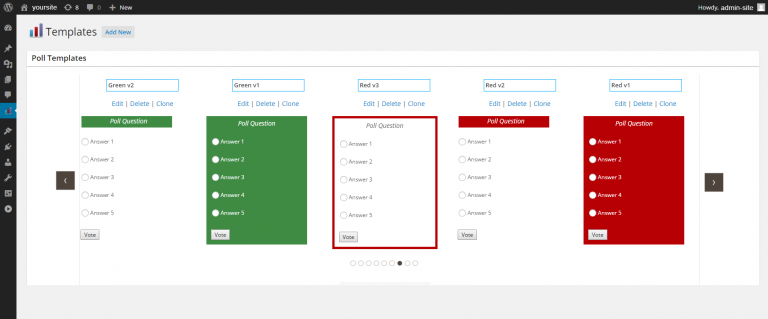 yoursite 8 0 + New Howdy, admin-site
Templates Add New
Poll Templates
Green v2 Green v1 Red v3 Red v2 Red v1
Edit | Delete | Clone Edit | Delete | Clone Edit | Delete | Clone Edit | Delete | Clone Edit | Delete | Clone
Poll Question Poll Question Poll Question Poll Question Poll Question
Answer 1 Answer 1 Answer 1 Answer 1 Answer 1
Answer 2 Answer 2 Answer 2 Answer 2 Answer 2
Answer 3 Answer 3 Answer 3 Answer 3 Answer 3
Answer 4 Answer 4 Answer 4 Answer 4 Answer 4
Answer 5 Answer 5 Answer 5 Answer 5 Answer 5
Vote Vote Vote Vote Vote